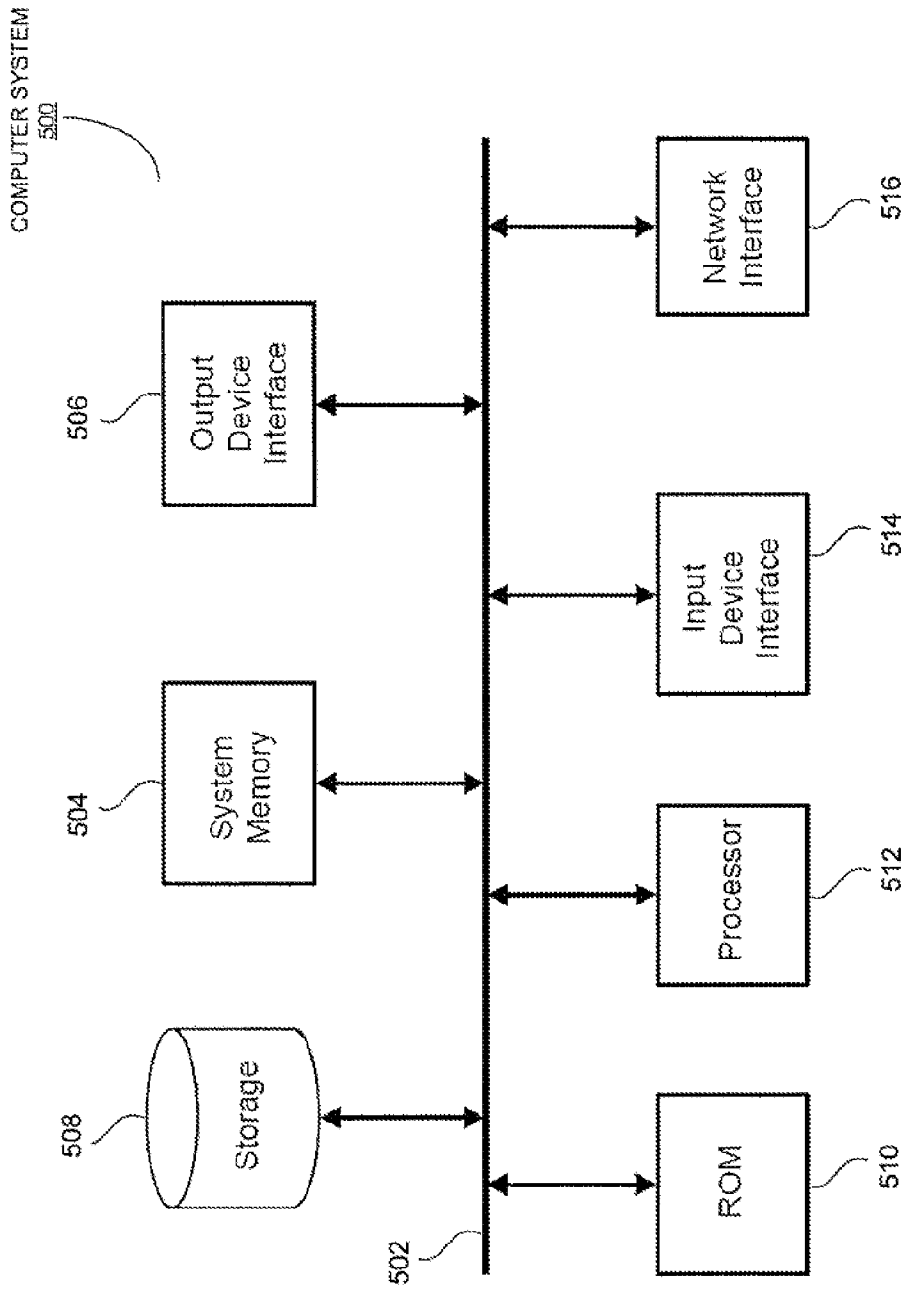 COMPUTER SYSTEM
500
508
Storage
504
System
Memory
506
Output
Device
Interface
502
ROM
510
Processor
512
Input
Device
Interface
514
Network
Interface
516